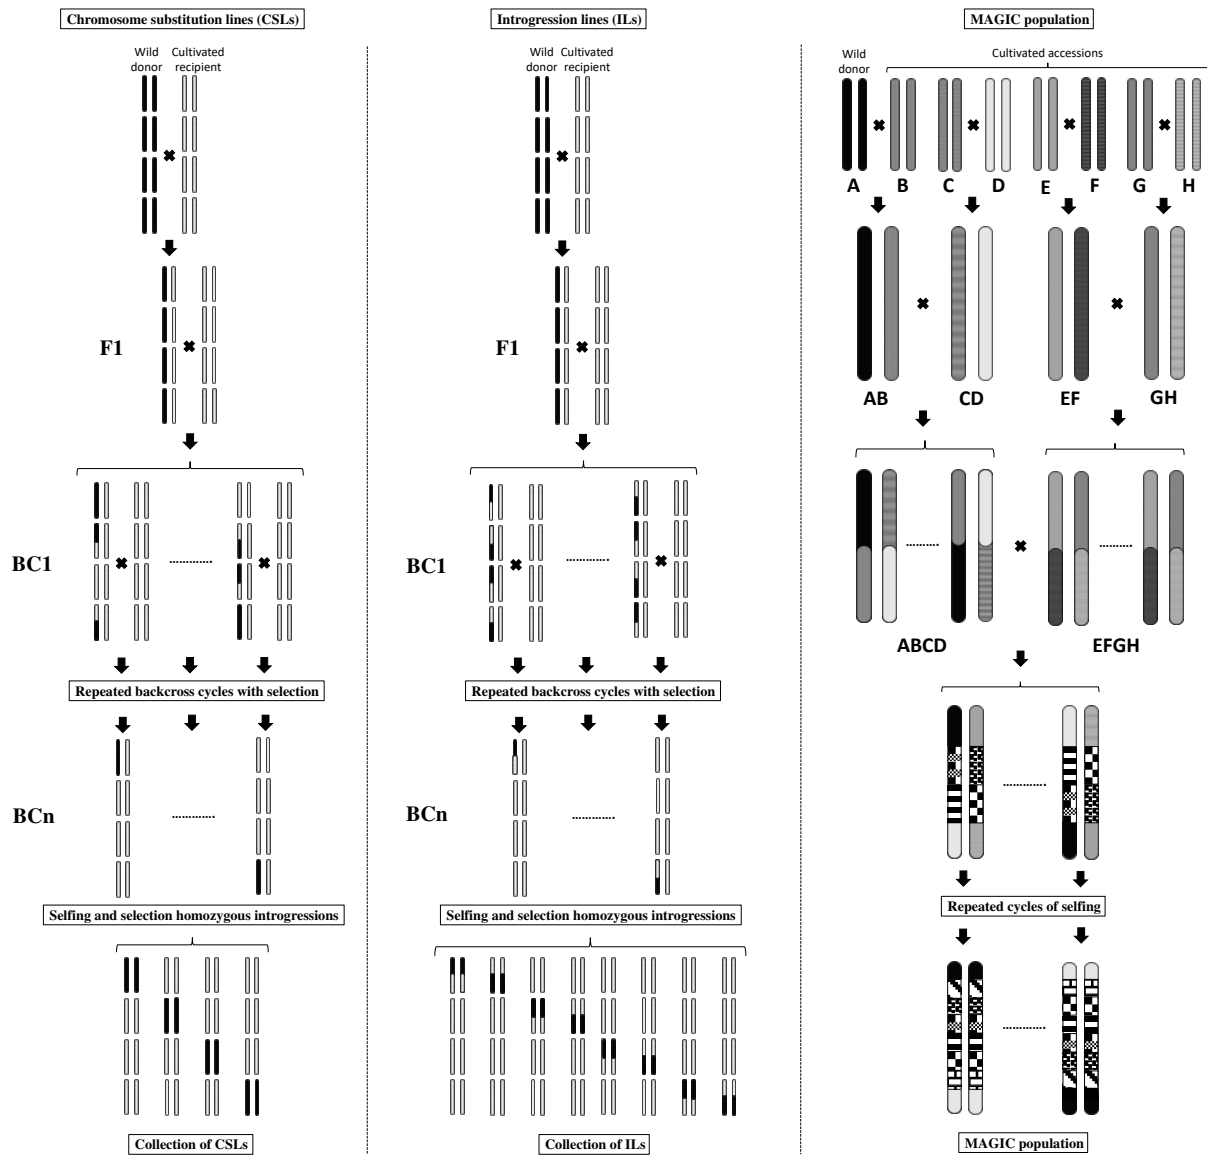 Chromosome substitution lines (CSLs)
Wild donor
Cultivated recipient
F1
BC1
Repeated backcross cycles with selection
BCn
Selfing and selection homozygous introgressions
Collection of CSLs
Introgression lines (ILs)
Wild donor
Cultivated recipient
F1
BC1
Repeated backcross cycles with selection
BCn
Selfing and selection homozygous introgressions
Collection of ILs
MAGIC population
Wild donor
Cultivated accessions
A B C D E F G H
AB CD EF GH
ABCD EFGH
Repeated cycles of selfing
MAGIC population